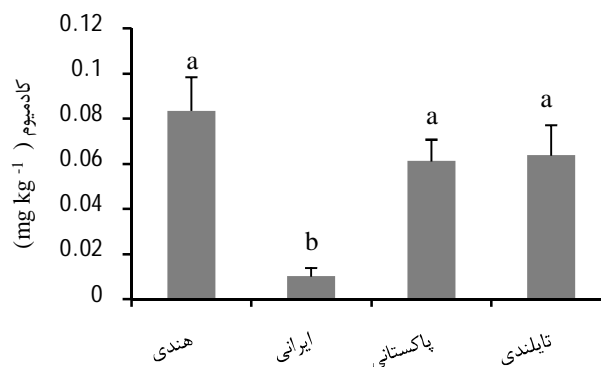 0.12
0.1
0.08
0.06
0.04
0.02
0
کادمیوم (mg kg -1)
a
b
a
a
هندی
ایرانی
پاکستانی
تایلندی